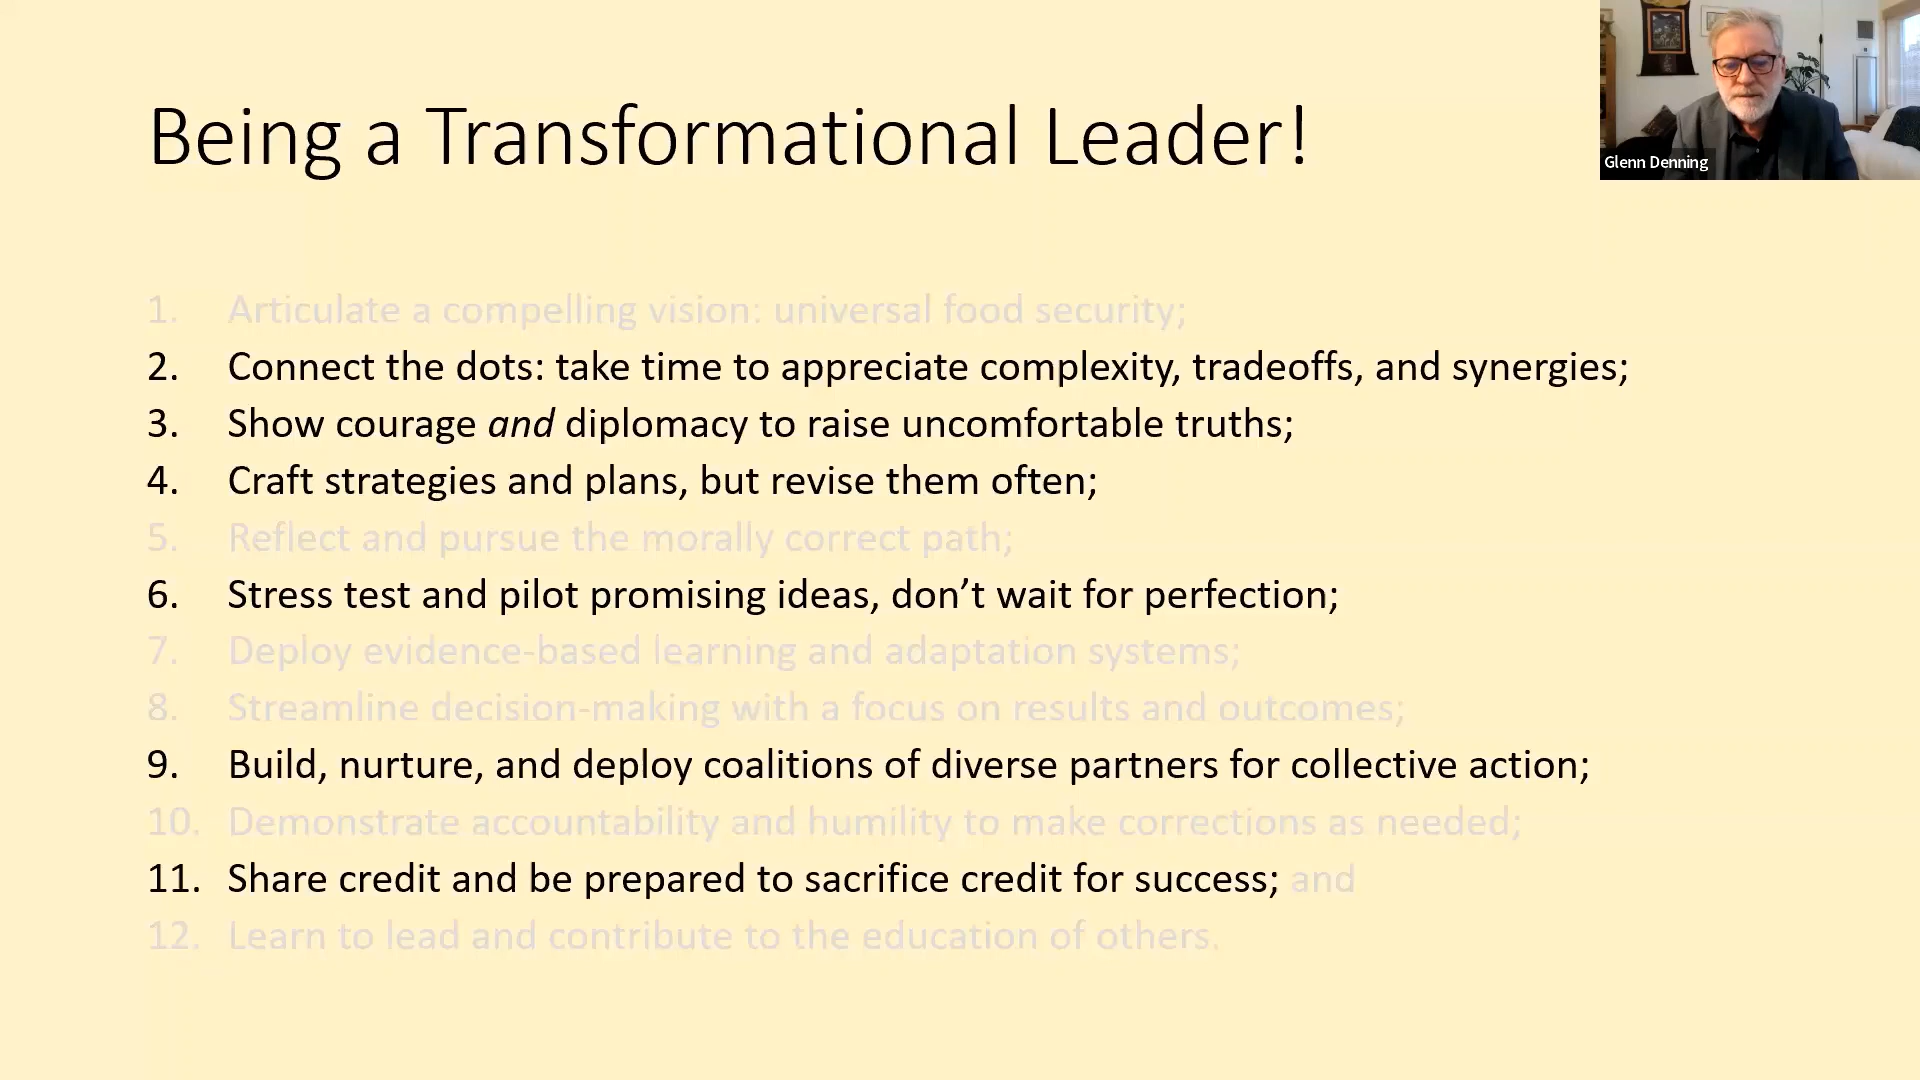 Being a Transformational Leader!
Glenn Denning
1. Articulate a compelling vision: universal food security;
2. Connect the dots: take time to appreciate complexity, tradeoffs, and synergies;
3. Show courage and diplomacy to raise uncomfortable truths;
4. Craft strategies and plans, but revise them often;
5. Reflect and pursue the morally correct path;
6. Stress test and pilot promising ideas, don’t wait for perfection;
7. Deploy evidence-based learning and adaptation systems;
8. Streamline decision-making with a focus on results and outcomes;
9. Build, nurture, and deploy coalitions of diverse partners for collective action;
10. Demonstrate accountability and humility to make corrections as needed;
11. Share credit and be prepared to sacrifice credit for success; and
12. Learn to lead and contribute to the education of others.